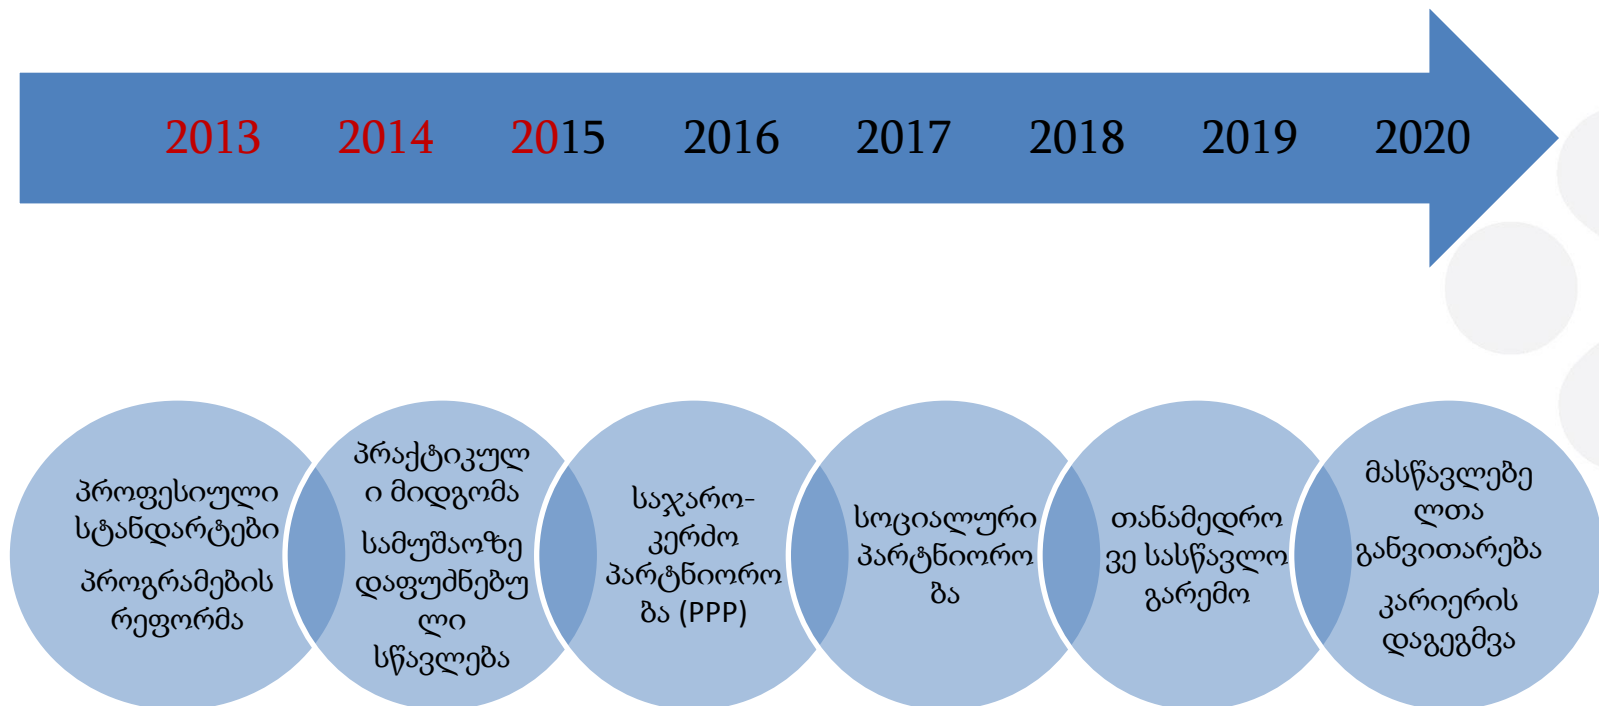 2013 2014 2015 2016 2017 2018 2019 2020
პროფესიული
სტანდარტები
პროგრამების
რეფორმა
პრაქტიკულ
ი მიდგომა
სამუშაოზე
დაფუძნებუ
ლი
სწავლება
საჯარო-
კერძო
პარტნიორო
ბა (PPP)
სოციალური
პარტნიორო
ბა
თანამედრო
ვე სასწავლო
გარემო
მასწავლებე
ლთა
განვითარება
კარიერის
დაგეგმვა